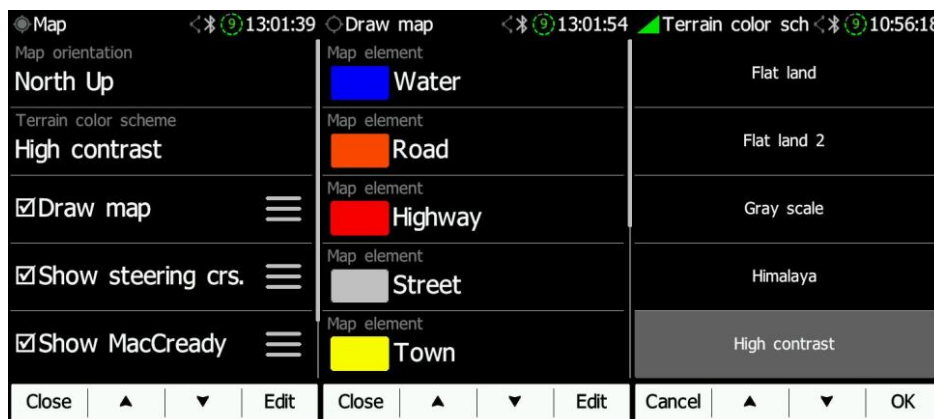 Map 9 13:01:39
Map orientation
North Up
Terrain color scheme
High contrast
☑Draw map
☑Show steering crs.
☑Show MacCready
Close ▲ ▼ Edit
Draw map 9 13:01:54
Map element
Water
Map element
Road
Map element
Highway
Map element
Street
Map element
Town
Close ▲ ▼ Edit
Terrain color sch 9 10:56:18
Flat land
Flat land 2
Gray scale
Himalaya
High contrast
Cancel ▲ ▼ OK